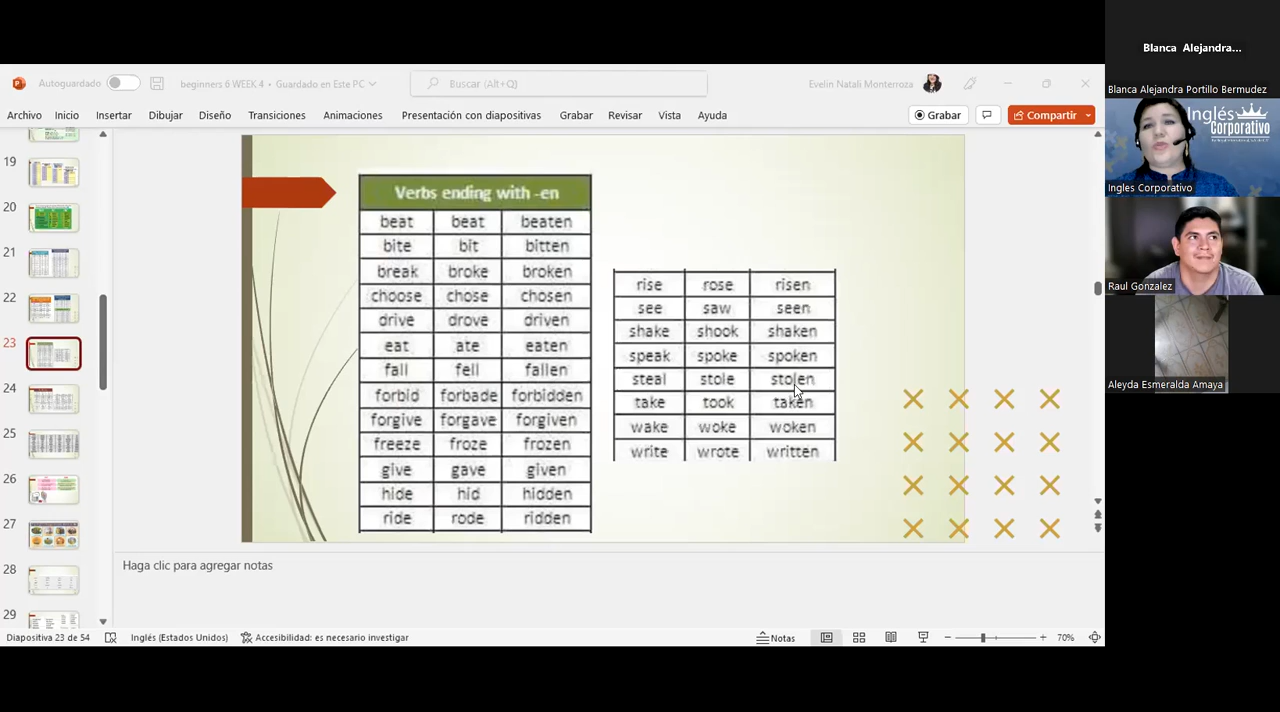 Autoguardado
beginners 6 WEEK 4 • Guardado en Este PC
Buscar (Alt+Q)
Evelin Natali Monterroza
Archivo Inicio Insertar Dibujar Diseño Transiciones Animaciones Presentación con diapositivas Grabar Revisar Vista Ayuda
Grabar
Compartir
19
20
21
22
23
24
25
26
27
28
29
Verbs ending with -en
beat beat beaten
bite bit bitten
break broke broken
choose chose chosen
drive drove driven
eat ate eaten
fall fell fallen
forbid forbade forbidden
forgive forgave forgiven
freeze froze frozen
give gave given
hide hid hidden
ride rode ridden
rise rose risen
see saw seen
shake shook shaken
speak spoke spoken
steal stole stolen
take took taken
wake woke woken
write wrote written
Haga clic para agregar notas
Diapositiva 23 de 54
Inglés (Estados Unidos)
Accesibilidad: es necesario investigar
Notas
70%
Blanca Alejandra...
Blanca Alejandra Portillo Bermudez
Inglés
Corporativo
Ingles Corporativo
Raul Gonzalez
Aleyda Esmeralda Amaya